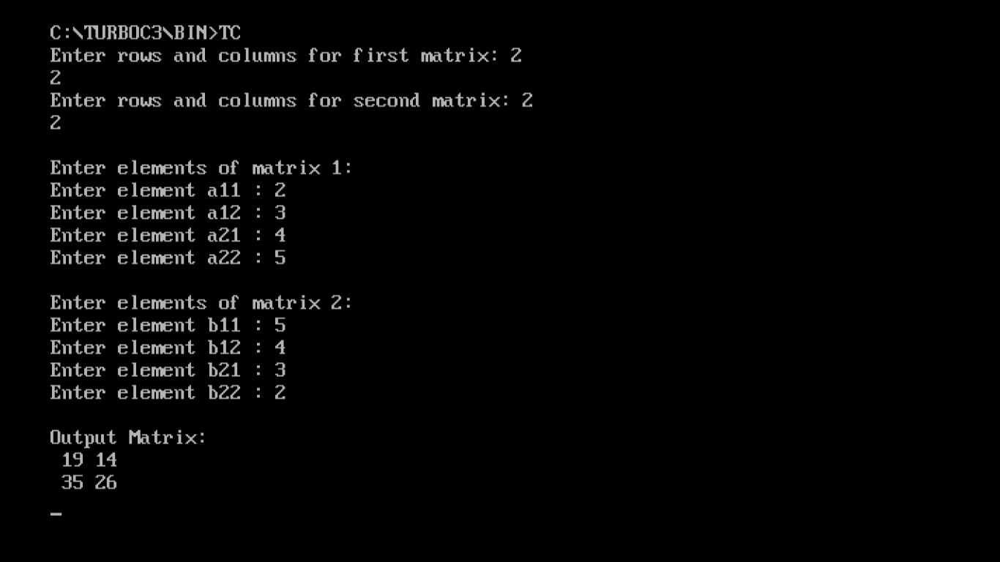 C:\TURBOC3\BIN>TC
Enter rows and columns for first matrix: 2
2
Enter rows and columns for second matrix: 2
2
Enter elements of matrix 1:
Enter element a11 : 2
Enter element a12 : 3
Enter element a21 : 4
Enter element a22 : 5
Enter elements of matrix 2:
Enter element b11 : 5
Enter element b12 : 4
Enter element b21 : 3
Enter element b22 : 2
Output Matrix:
19 14
35 26
_